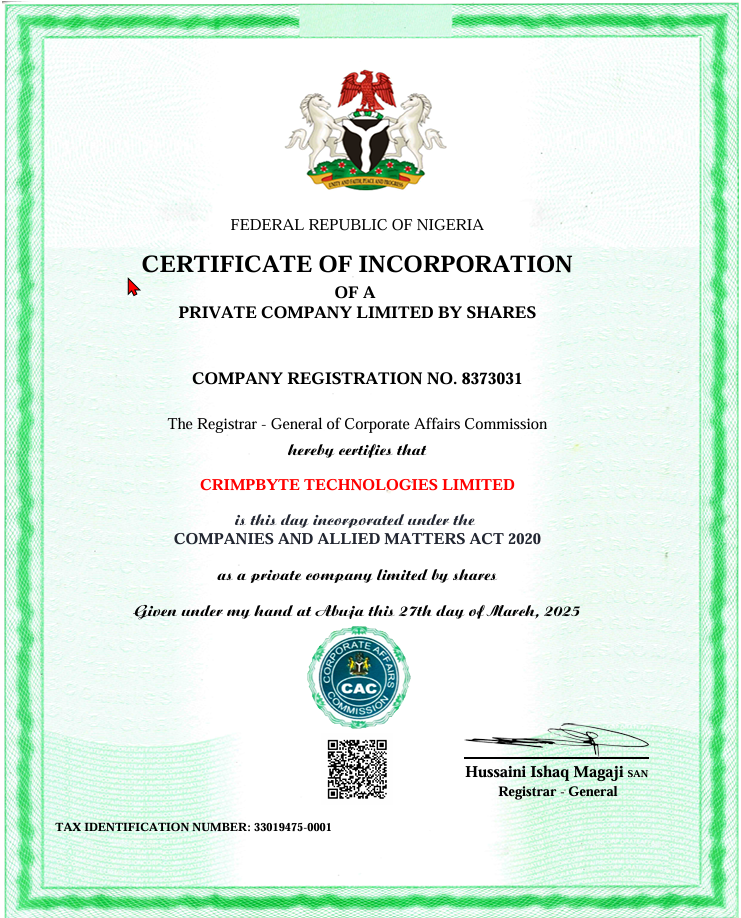 UNITY AND FAITH, PEACE AND PROGRESS
FEDERAL REPUBLIC OF NIGERIA
CERTIFICATE OF INCORPORATION
OF A
PRIVATE COMPANY LIMITED BY SHARES
COMPANY REGISTRATION NO. 8373031
The Registrar - General of Corporate Affairs Commission
hereby certifies that
CRIMPBYTE TECHNOLOGIES LIMITED
is this day incorporated under the
COMPANIES AND ALLIED MATTERS ACT 2020
as a private company limited by shares
Given under my hand at Abuja this 27th day of March, 2025
CORPORATE AFFAIRS
CAC
COMMISSION
Hussaini Ishaq Magaji SAN
Registrar - General
TAX IDENTIFICATION NUMBER: 33019475-0001